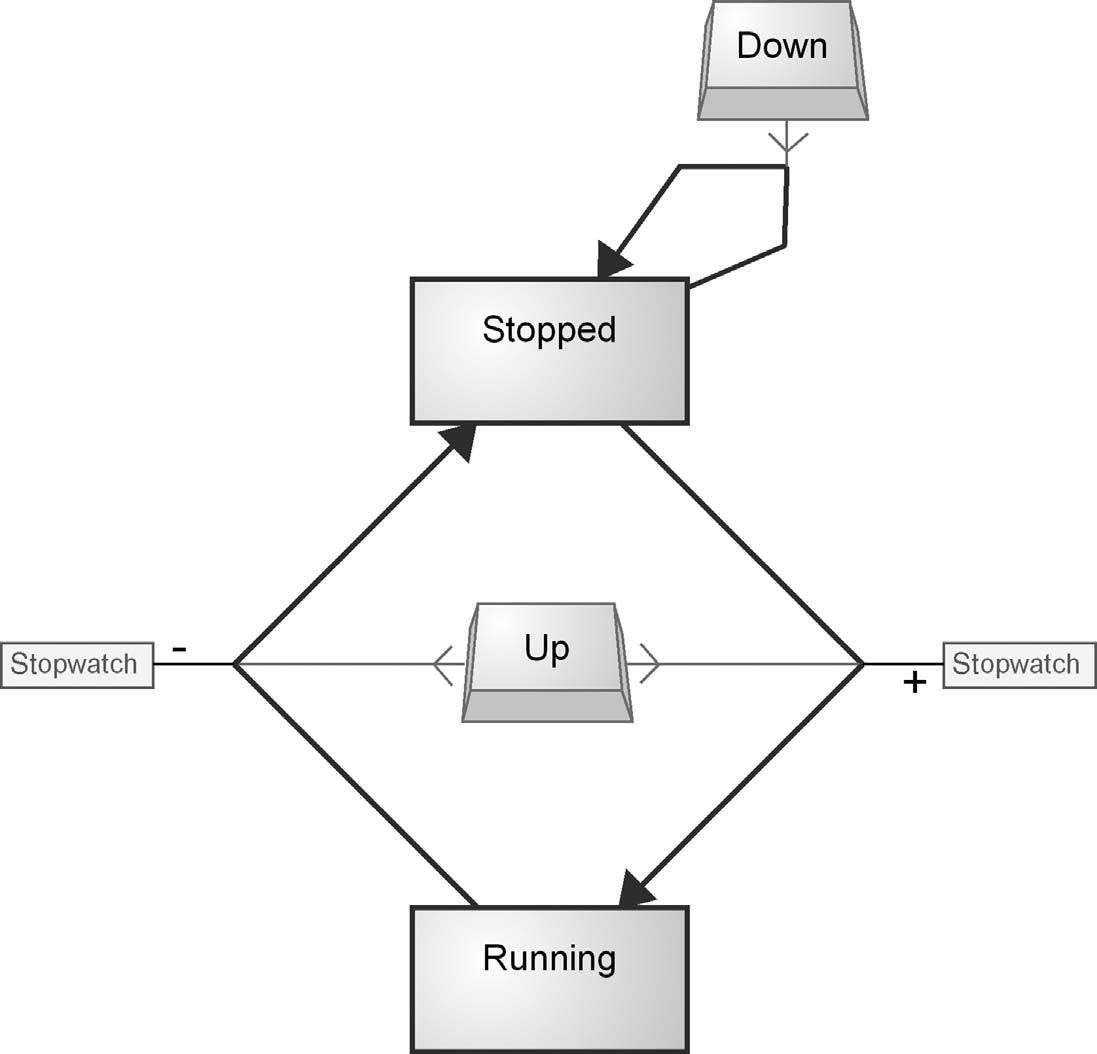 Down
Stopped
Up
Stopwatch -
+ Stopwatch
Running